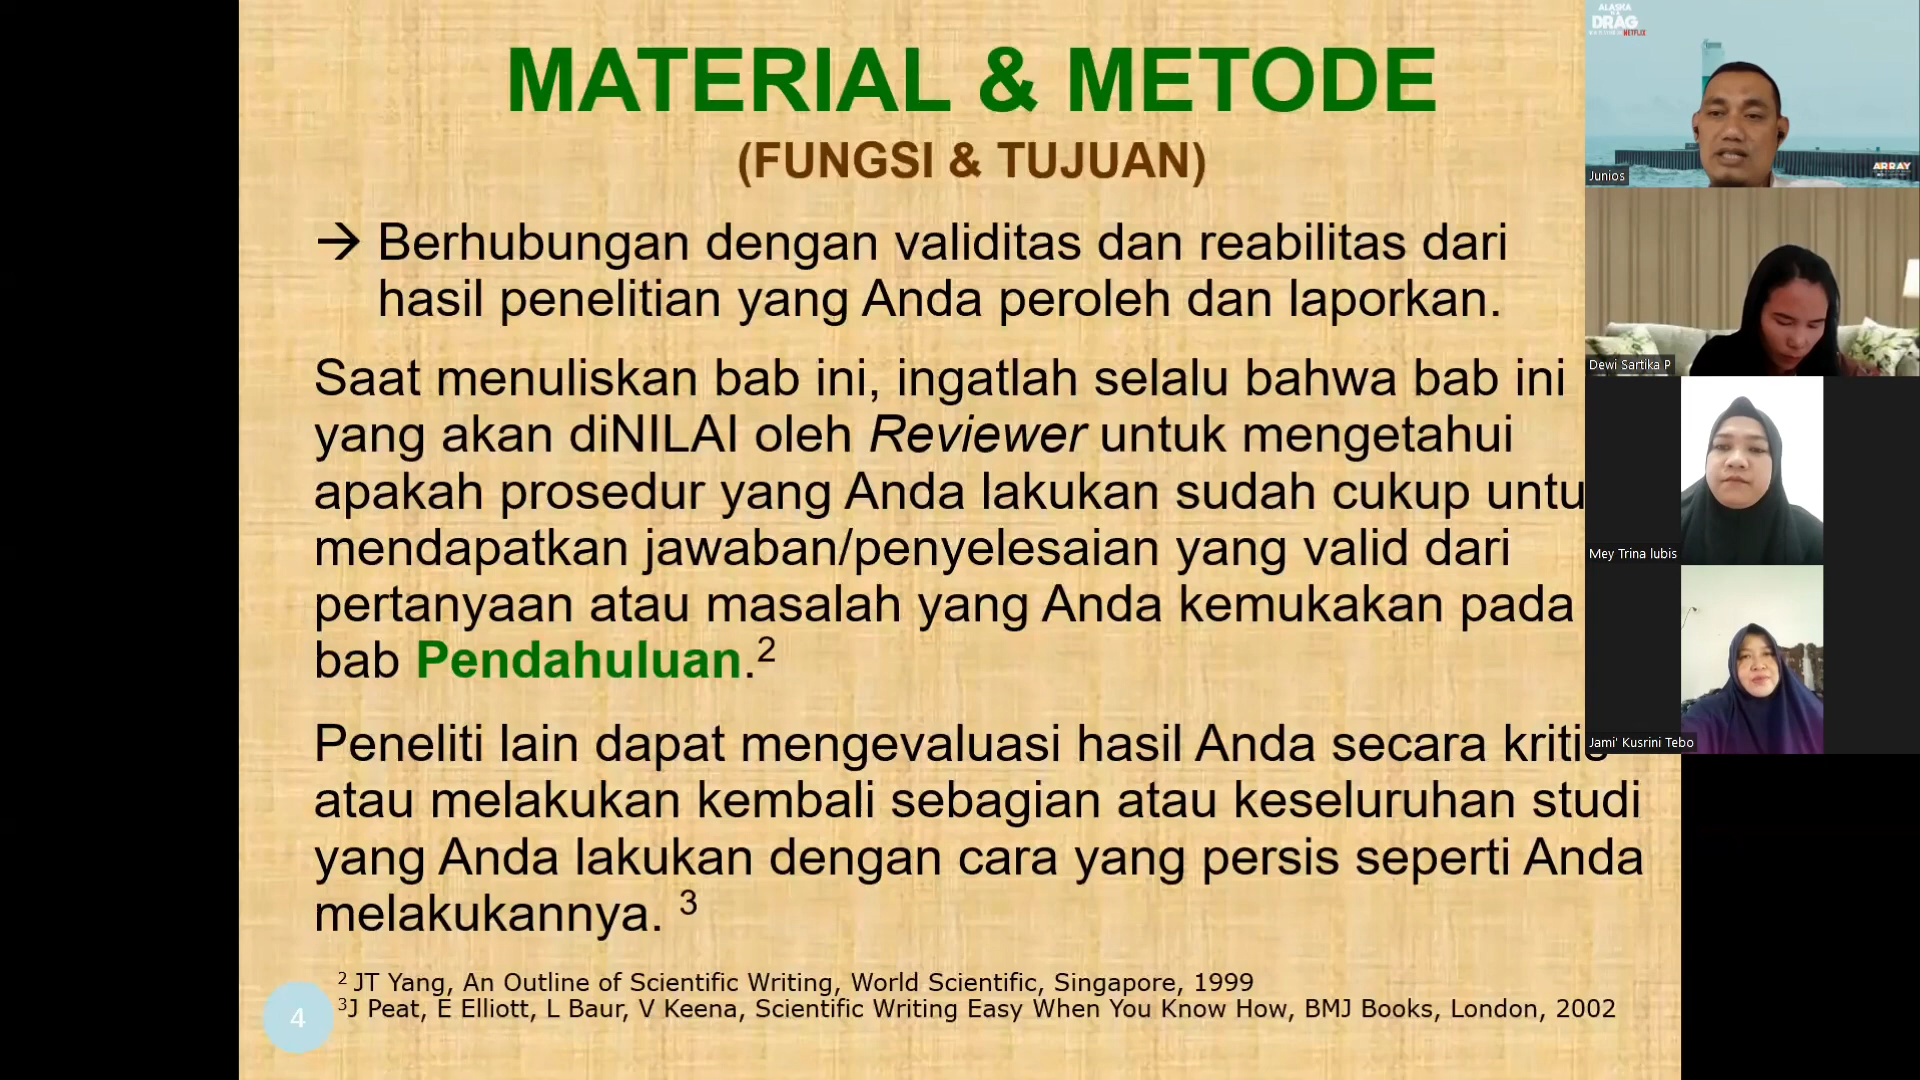 MATERIAL & METODE
(FUNGSI & TUJUAN)
→ Berhubungan dengan validitas dan reabilitas dari
hasil penelitian yang Anda peroleh dan laporkan.
Saat menuliskan bab ini, ingatlah selalu bahwa bab ini
yang akan diNILAI oleh Reviewer untuk mengetahui
apakah prosedur yang Anda lakukan sudah cukup untu
mendapatkan jawaban/penyelesaian yang valid dari
pertanyaan atau masalah yang Anda kemukakan pada
bab Pendahuluan.²
Peneliti lain dapat mengevaluasi hasil Anda secara kritis
atau melakukan kembali sebagian atau keseluruhan studi
yang Anda lakukan dengan cara yang persis seperti Anda
melakukannya. ³
² JT Yang, An Outline of Scientific Writing, World Scientific, Singapore, 1999
³J Peat, E Elliott, L Baur, V Keena, Scientific Writing Easy When You Know How, BMJ Books, London, 2002
4
ALASKA
DRAG
NETFLIX
ARRAY
Junios
Dewi Sartika P
Mey Trina lubis
Jami' Kusrini Tebo